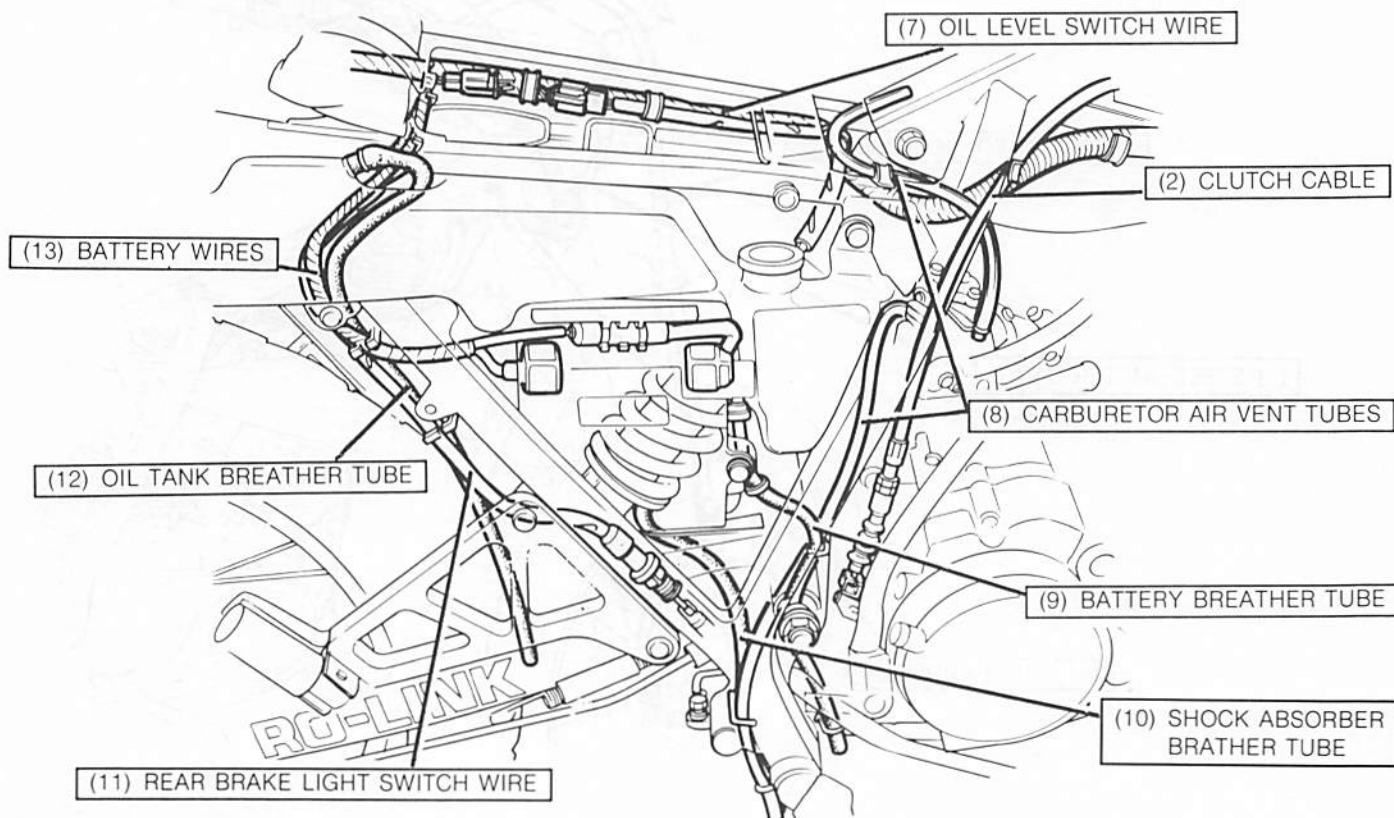 (7) OIL LEVEL SWITCH WIRE
(2) CLUTCH CABLE
(13) BATTERY WIRES
(8) CARBURETOR AIR VENT TUBES
(12) OIL TANK BREATHER TUBE
(9) BATTERY BREATHER TUBE
(10) SHOCK ABSORBER
BRATHER TUBE
RO-LINK
(11) REAR BRAKE LIGHT SWITCH WIRE